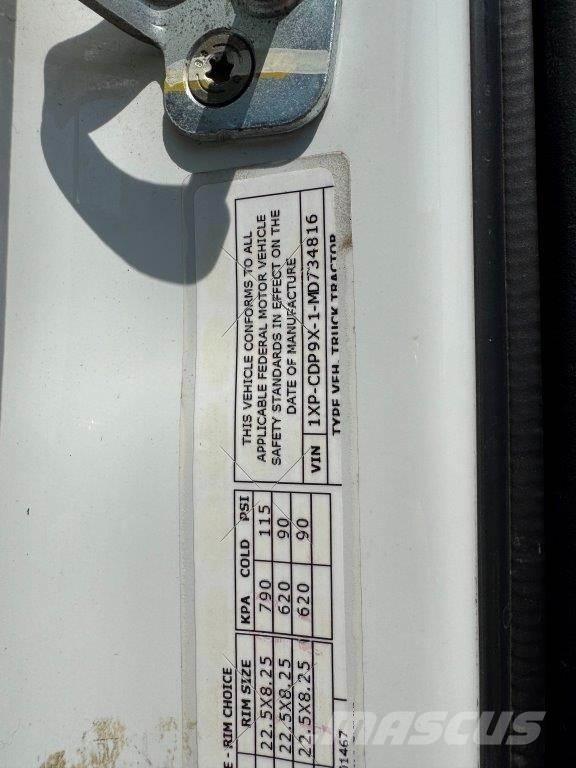 E - RIM CHOICE
RIM SIZE KPA COLD PSI
22.5X8.25 790 115
22.5X8.25 620 90
22.5X8.25 620 90
01467
THIS VEHICLE CONFORMS TO ALL
APPLICABLE FEDERAL MOTOR VEHICLE
SAFETY STANDARDS IN EFFECT ON THE
DATE OF MANUFACTURE
VIN 1XP-CDP9X-1-MD734816
TYPE VEH. TRUCK TRACTOR
MASCUS